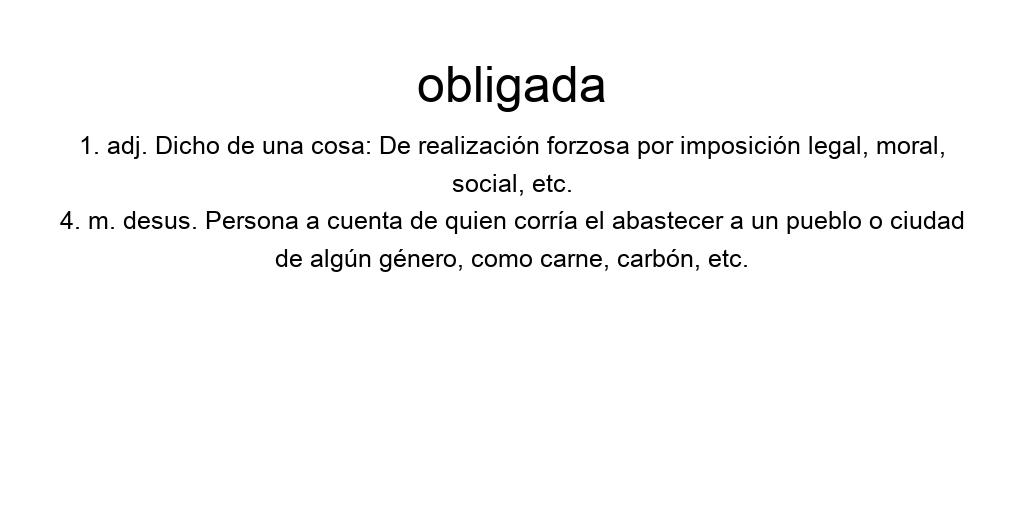 obligada
1. adj. Dicho de una cosa: De realización forzosa por imposición legal, moral,
social, etc.
4. m. desus. Persona a cuenta de quien corría el abastecer a un pueblo o ciudad
de algún género, como carne, carbón, etc.